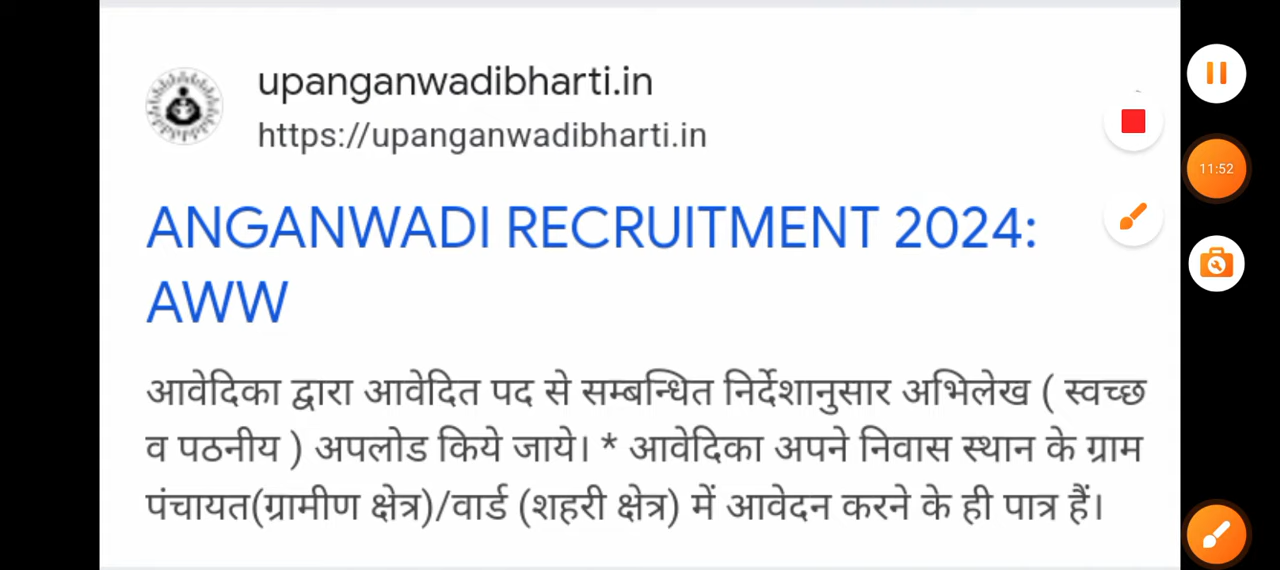 upanganwadibharti.in
https://upanganwadibharti.in
ANGANWADI RECRUITMENT 2024:
AWW
आवेदिका द्वारा आवेदित पद से सम्बन्धित निर्देशानुसार अभिलेख ( स्वच्छ
व पठनीय ) अपलोड किये जाये। * आवेदिका अपने निवास स्थान के ग्राम
पंचायत(ग्रामीण क्षेत्र)/वार्ड (शहरी क्षेत्र) में आवेदन करने के ही पात्र हैं।
11:52